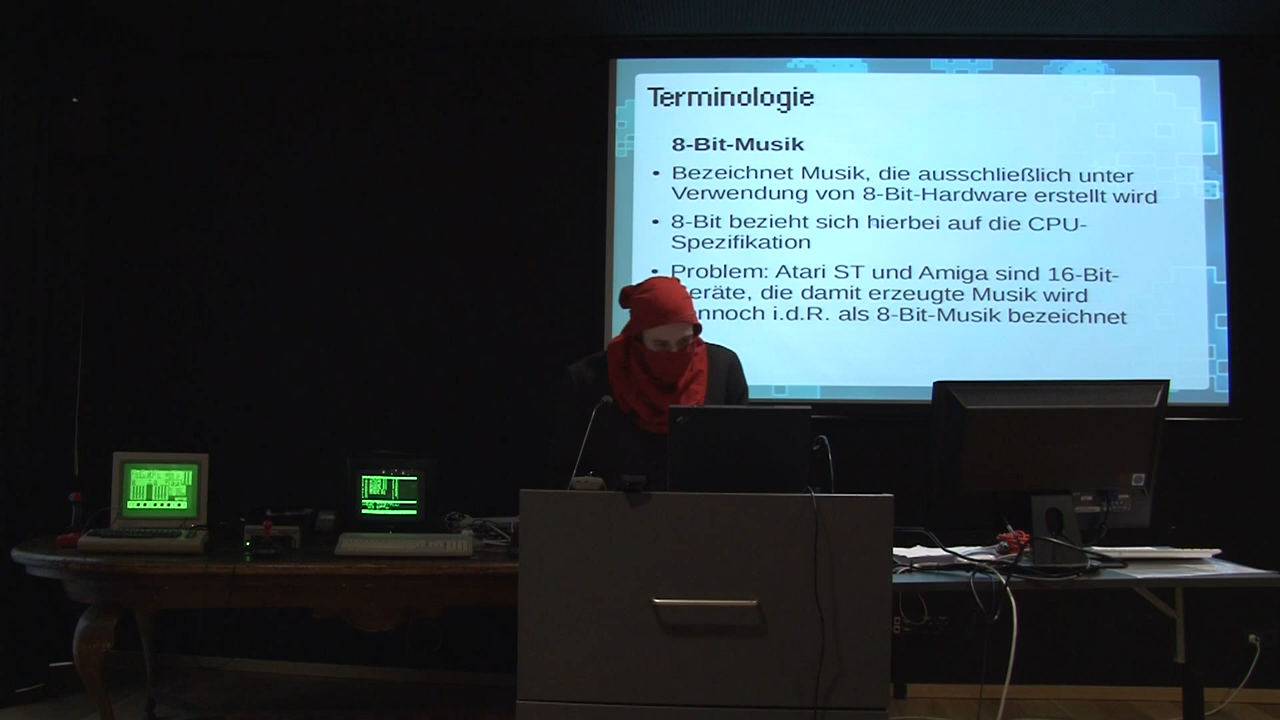 Terminologie
8-Bit-Musik
• Bezeichnet Musik, die ausschließlich unter
Verwendung von 8-Bit-Hardware erstellt wird
• 8-Bit bezieht sich hierbei auf die CPU-
Spezifikation
• Problem: Atari ST und Amiga sind 16-Bit-
eräte, die damit erzeugte Musik wird
nnoch i.d.R. als 8-Bit-Musik bezeichnet